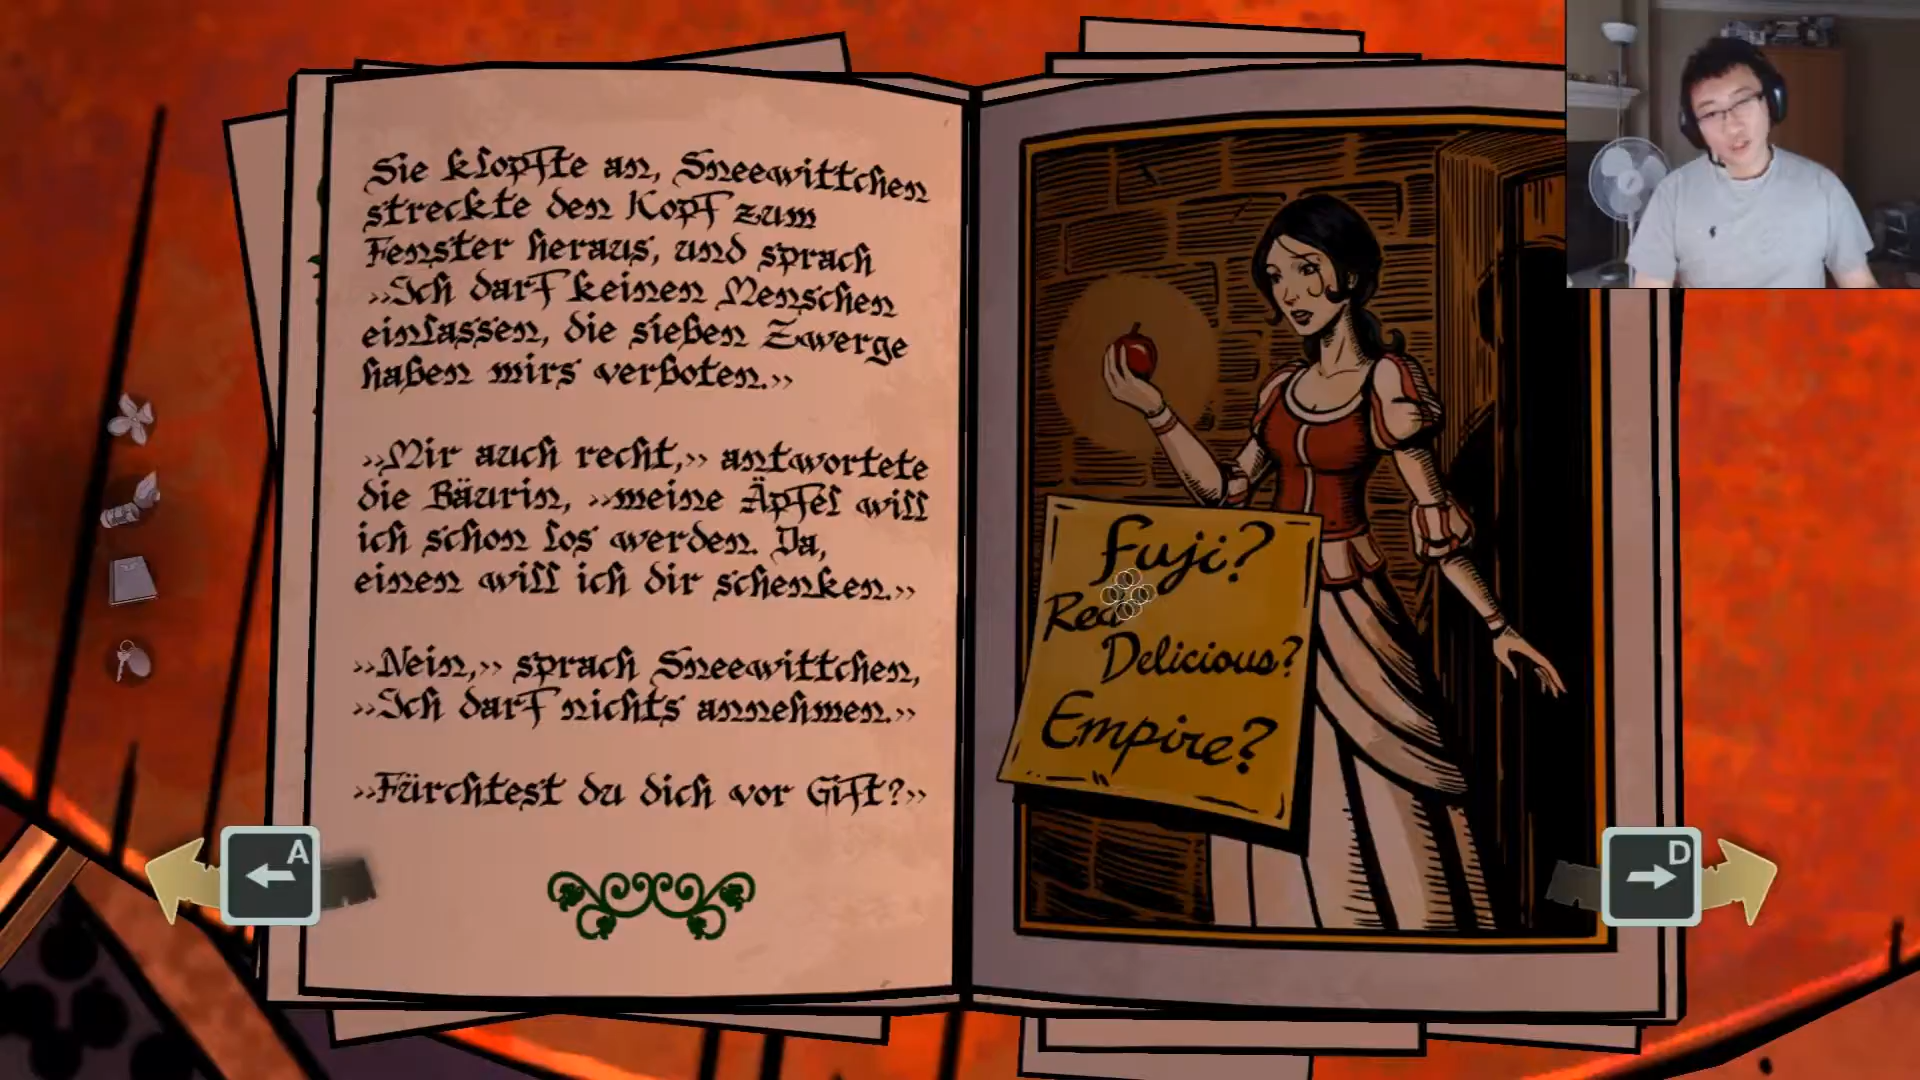 Sie klopfte an, Sneewittchen
streckte den Kopf zum
Fenster heraus, und sprach
»Ich darf keinen Menschen
einlassen, die sieben Zwerge
haben mirs verboten.»
»Mir auch recht,» antwortete
die Bäurin, »meine Äpfel will
ich schon los werden. Da,
einen will ich dir schenken.»
»Nein,» sprach Sneewittchen,
»Ich darf nichts annehmen.»
»Fürchtest du dich vor Gift?»
Fuji?
Red
Delicious?
Empire?
A
D